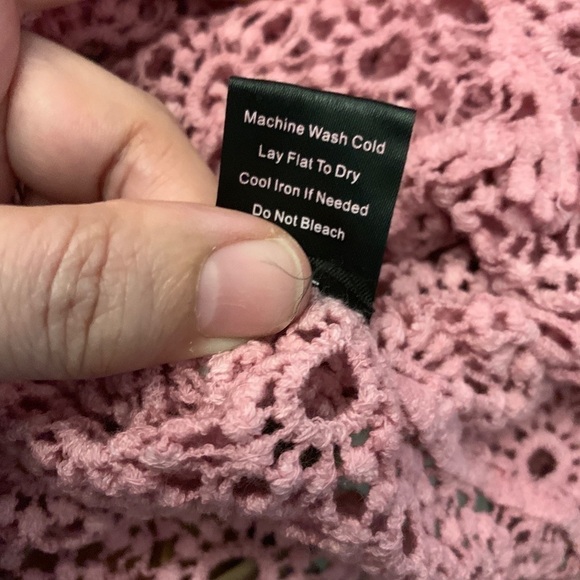 Machine Wash Cold
Lay Flat To Dry
Cool Iron If Needed
Do Not Bleach